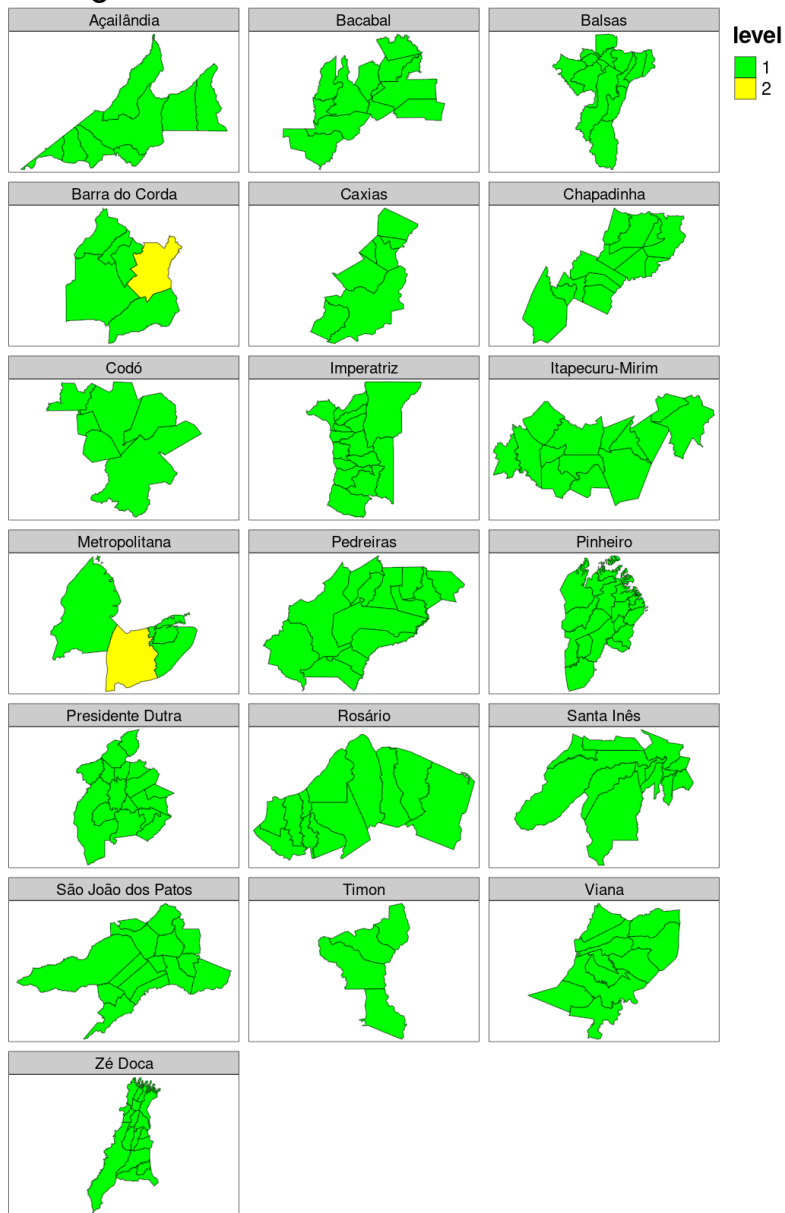 Açailândia
Bacabal
Balsas
level
1
2
Barra do Corda
Caxias
Chapadinha
Codó
Imperatriz
Itapecuru-Mirim
Metropolitana
Pedreiras
Pinheiro
Presidente Dutra
Rosário
Santa Inês
São João dos Patos
Timon
Viana
Zé Doca